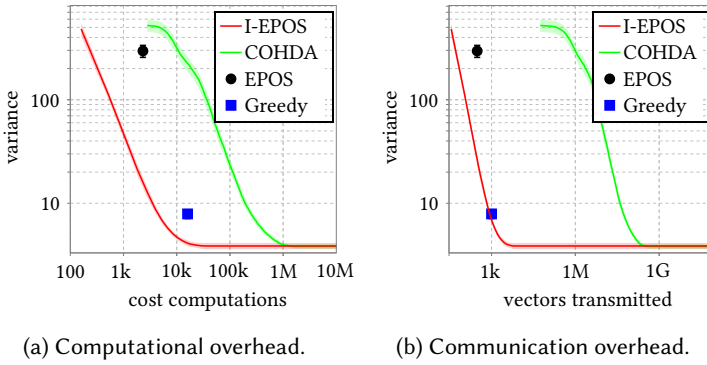 I-EPOS
COHDA
EPOS
Greedy
variance
100
10
100
1k
10k
100k
1M
10M
cost computations
(a) Computational overhead.
I-EPOS
COHDA
EPOS
Greedy
variance
100
10
1k
1M
1G
vectors transmitted
(b) Communication overhead.